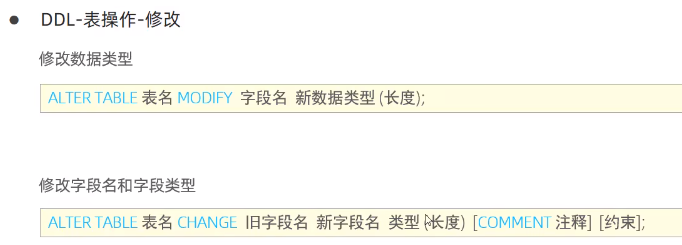 DDL-表操作-修改
修改数据类型
ALTER TABLE 表名 MODIFY 字段名 新数据类型 (长度);
修改字段名和字段类型
ALTER TABLE 表名 CHANGE 旧字段名 新字段名 类型 (长度) [COMMENT 注释] [约束];